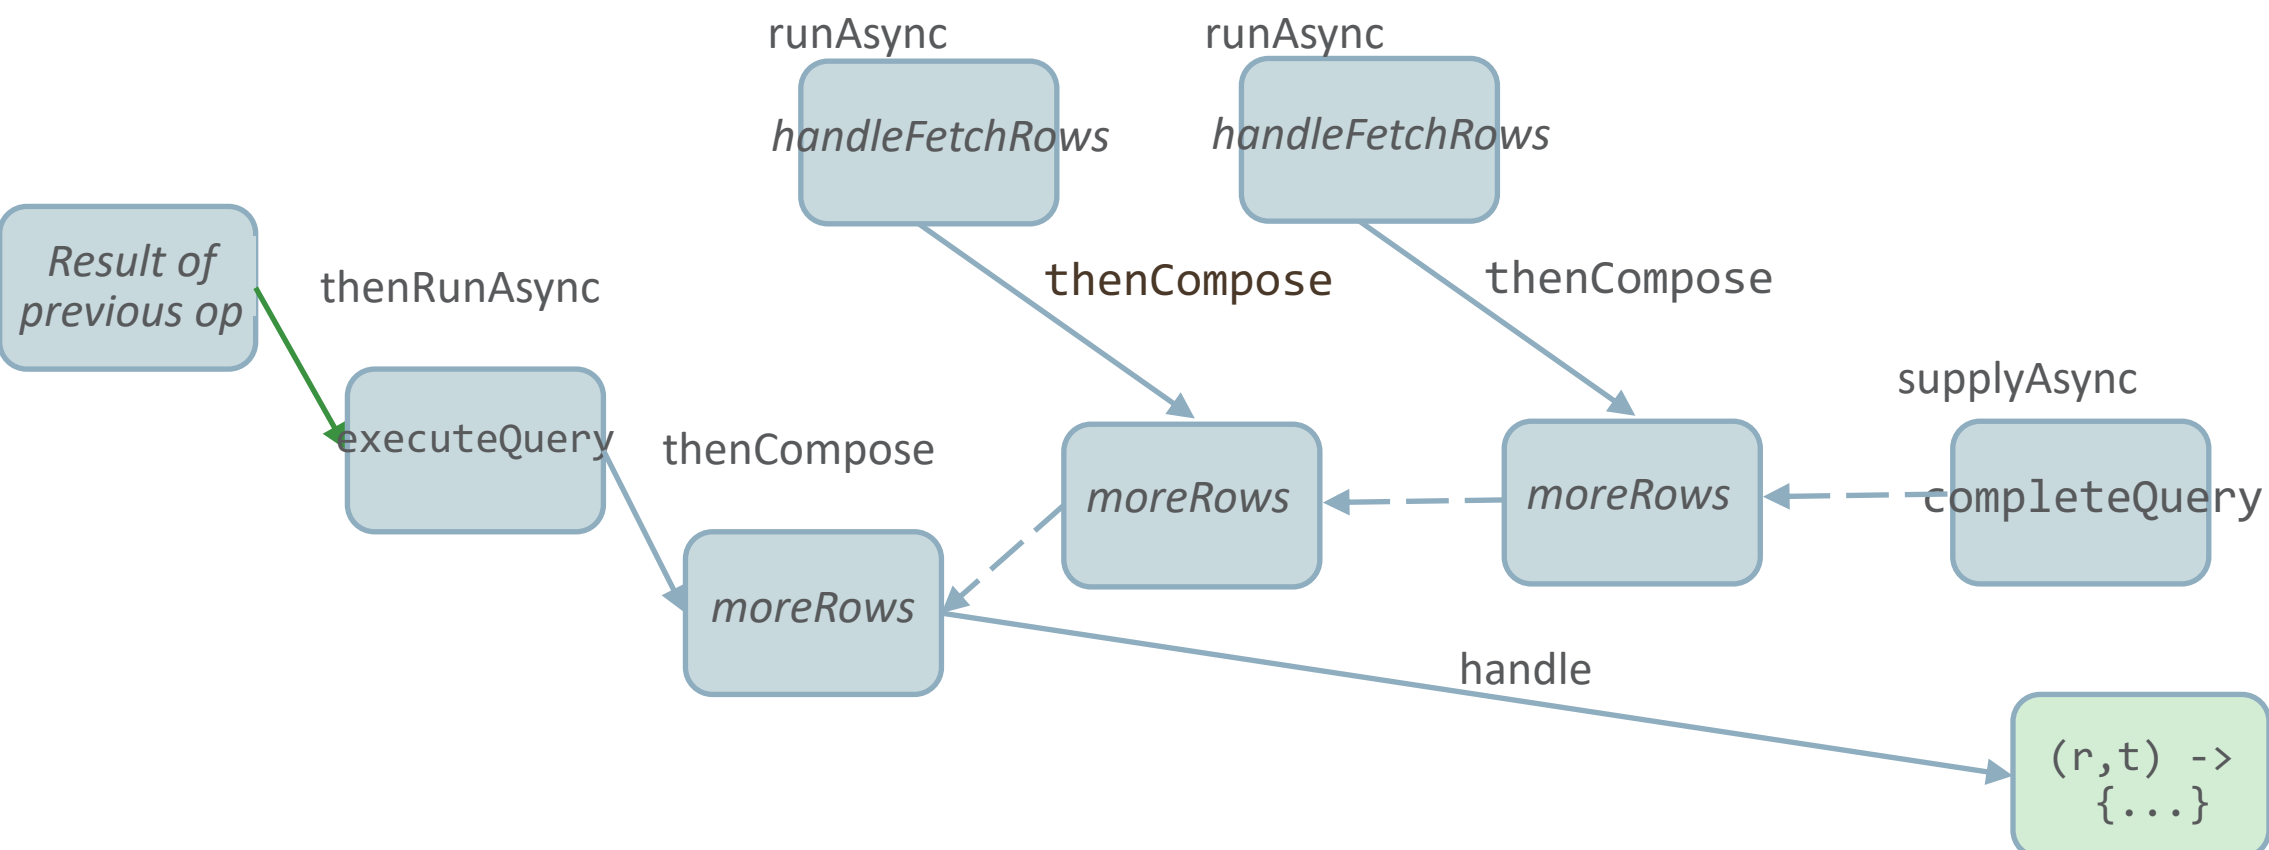 runAsync
runAsync
handleFetchRows
handleFetchRows
Result of
previous op
thenRunAsync
thenCompose
thenCompose
supplyAsync
executeQuery
thenCompose
moreRows
moreRows
completeQuery
moreRows
handle
(r,t) ->
{...}